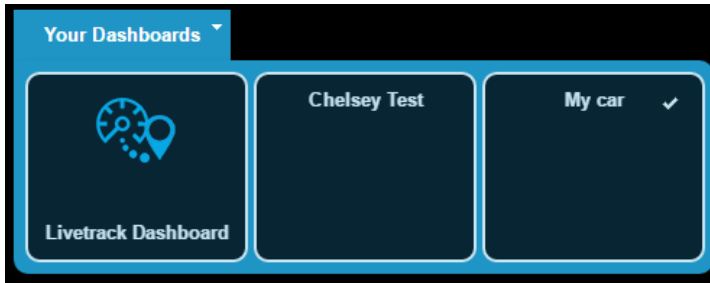 Your Dashboards
Chelsey Test
My car
Livetrack Dashboard